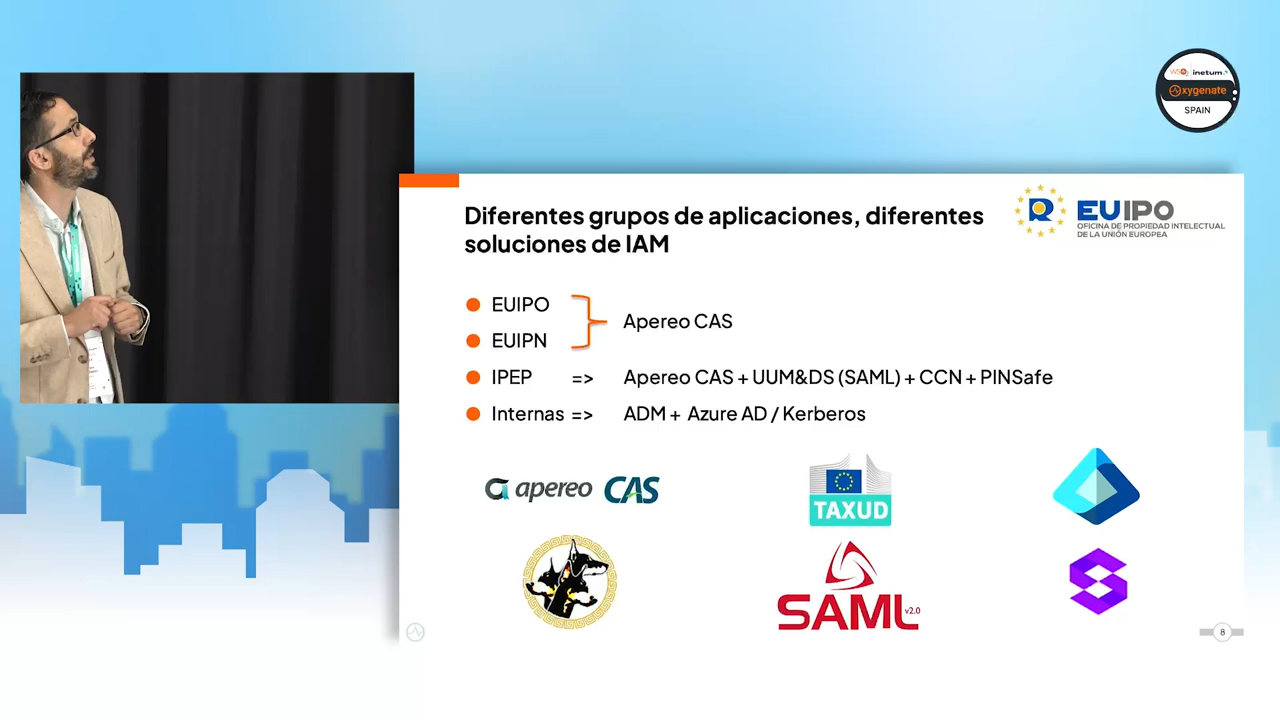 WSO2 inetum.
Oxygenate
SPAIN
Diferentes grupos de aplicaciones, diferentes
soluciones de IAM
EUIPO
OFICINA DE PROPIEDAD INTELECTUAL
DE LA UNIÓN EUROPEA
EUIPO
EUIPN
Apereo CAS
IPEP => Apereo CAS + UUM&DS (SAML) + CCN + PINSafe
Internas => ADM + Azure AD / Kerberos
apereo CAS
TAXUD
SAML v2.0
8